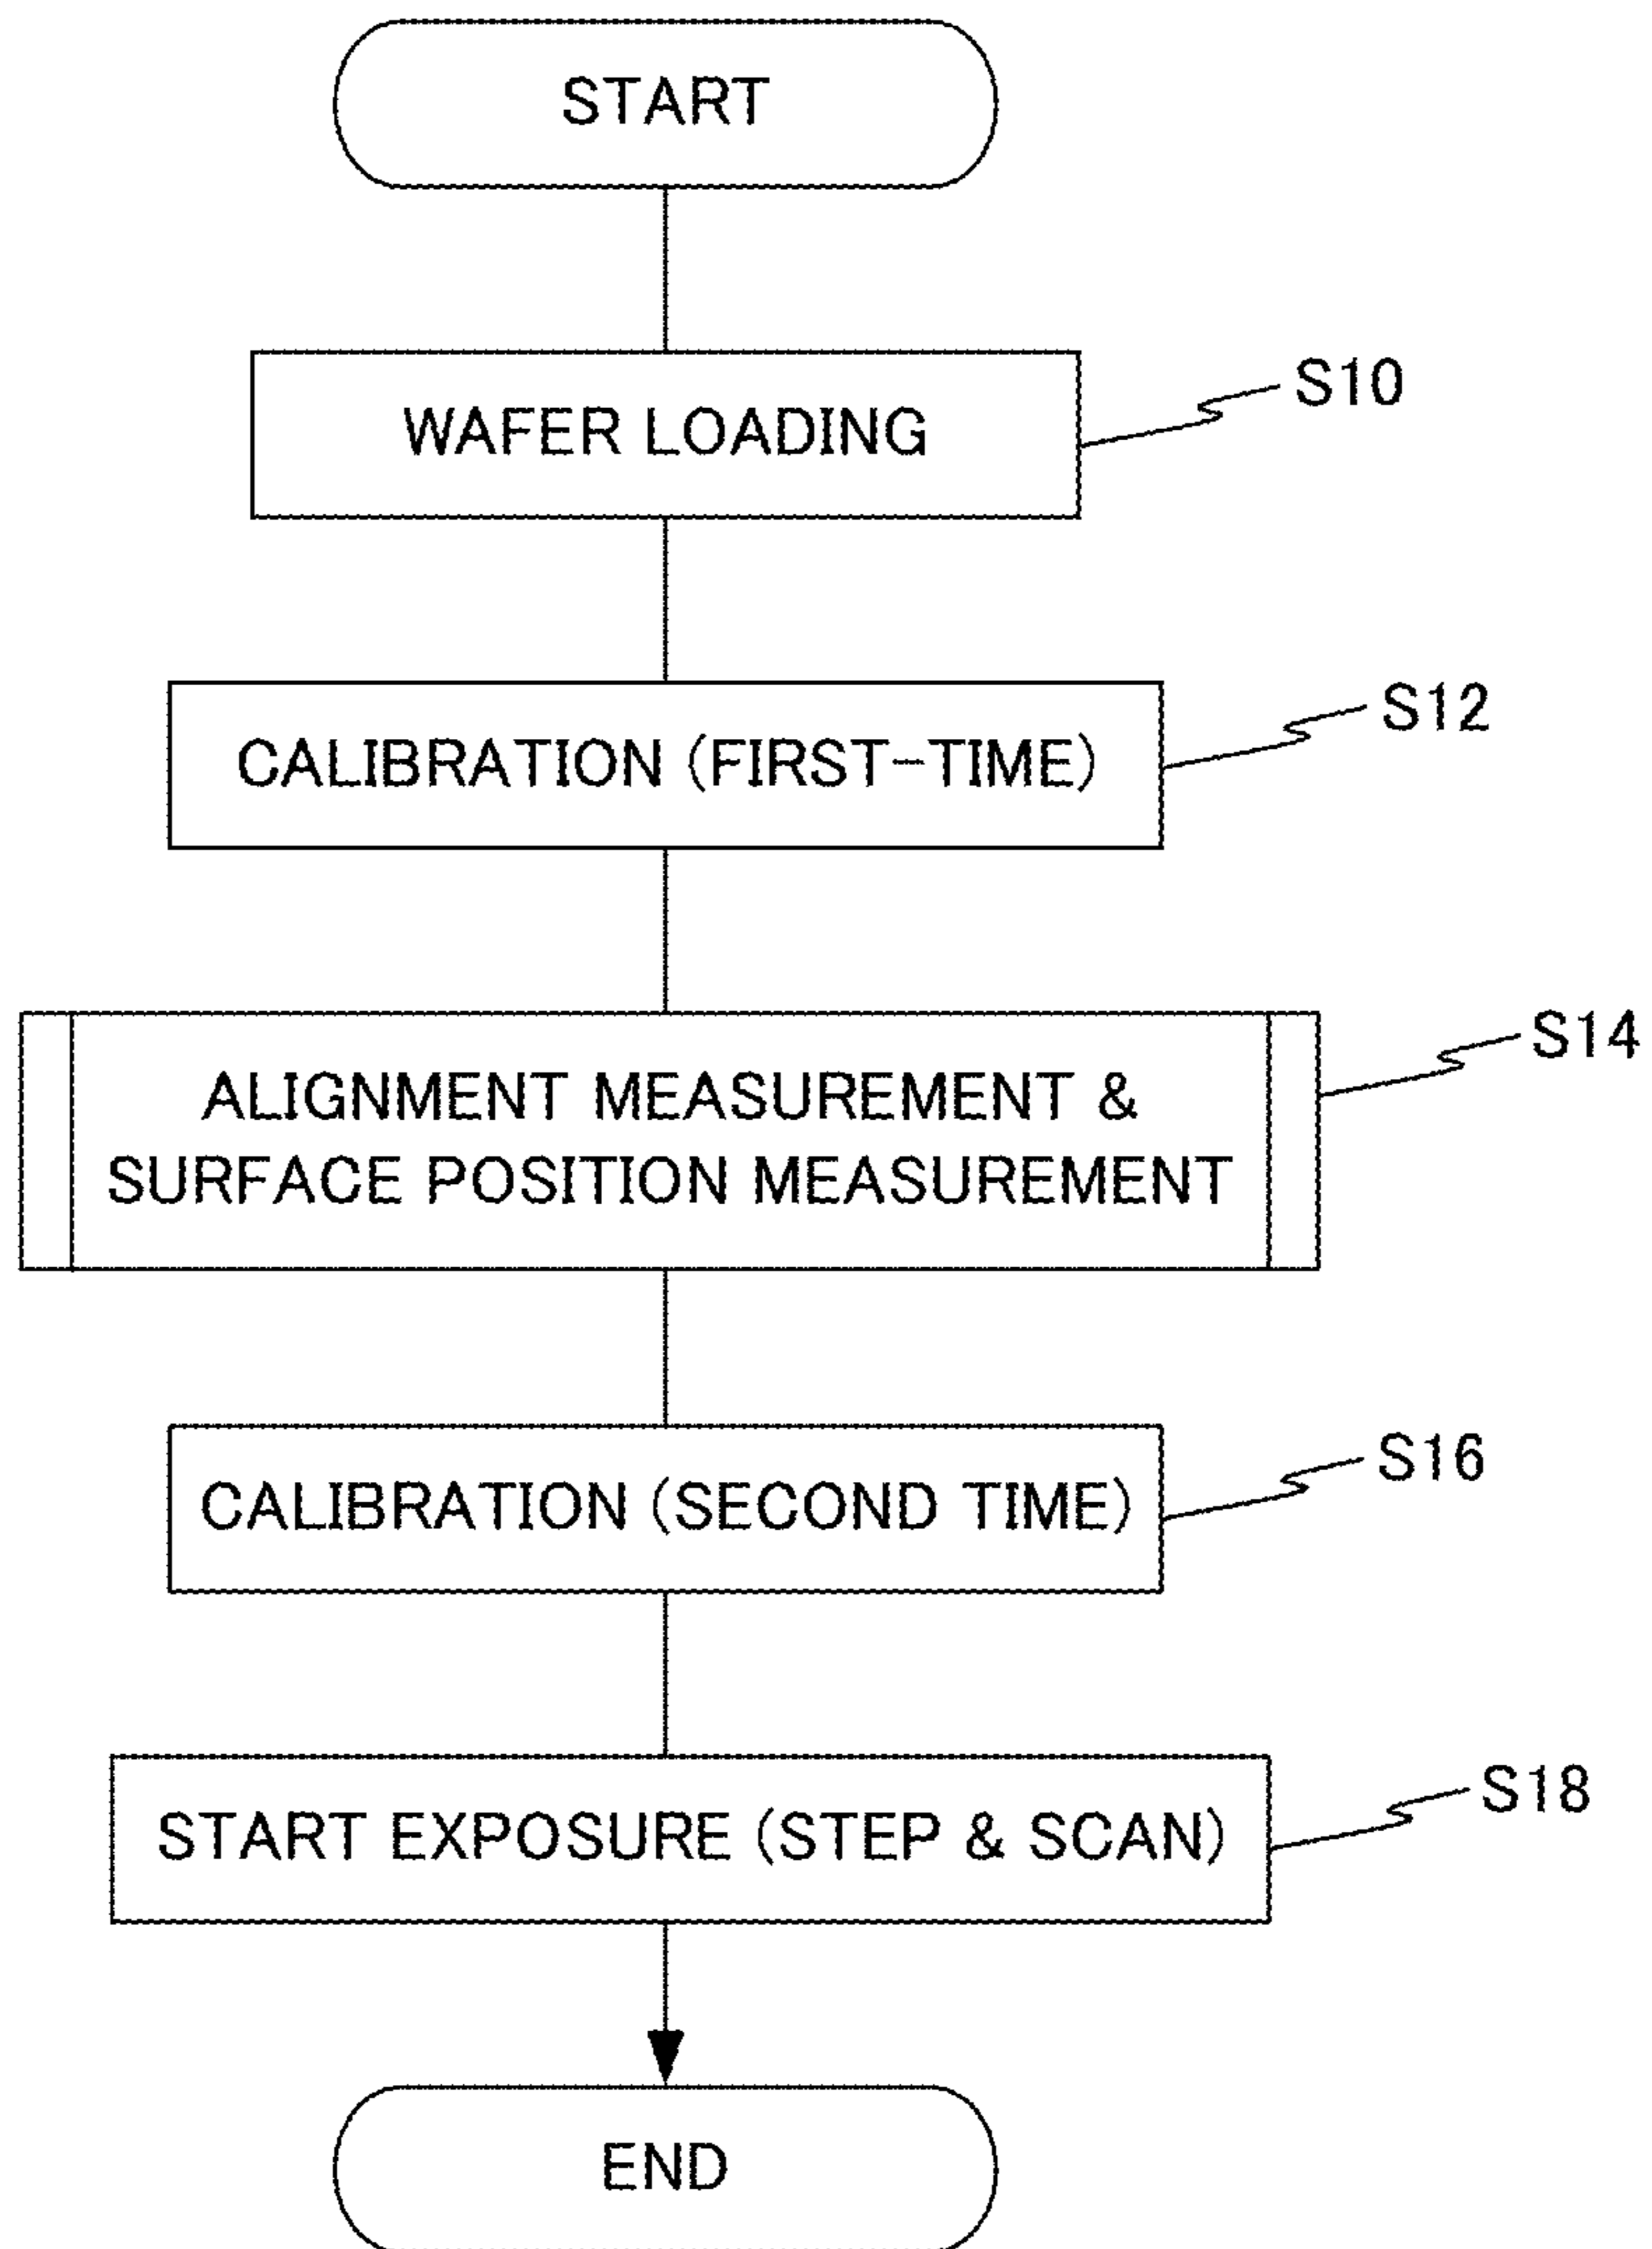 START
WAFER LOADING
S10
CALIBRATION (FIRST-TIME)
S12
ALIGNMENT MEASUREMENT &
SURFACE POSITION MEASUREMENT
S14
CALIBRATION (SECOND TIME)
S16
START EXPOSURE (STEP & SCAN)
S18
END